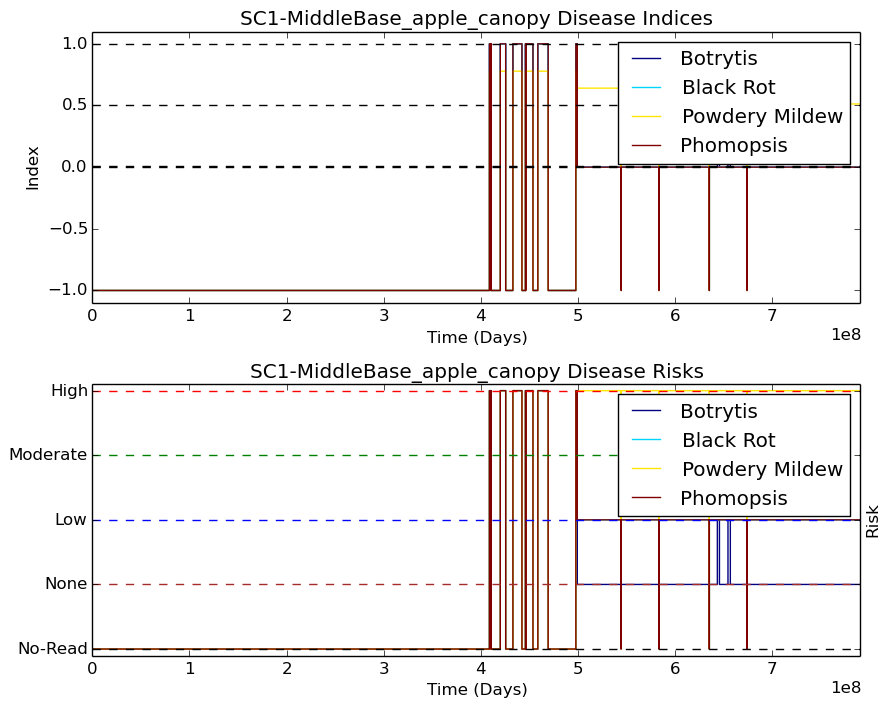 SC1-MiddleBase_apple_canopy Disease Indices
1.0
0.5
0.0
−0.5
−1.0
Index
Botrytis
Black Rot
Powdery Mildew
Phomopsis
0 1 2 3 4 5 6 7
1e8
Time (Days)
SC1-MiddleBase_apple_canopy Disease Risks
High
Moderate
Low
None
No-Read
Botrytis
Black Rot
Powdery Mildew
Phomopsis
Risk
0 1 2 3 4 5 6 7
1e8
Time (Days)